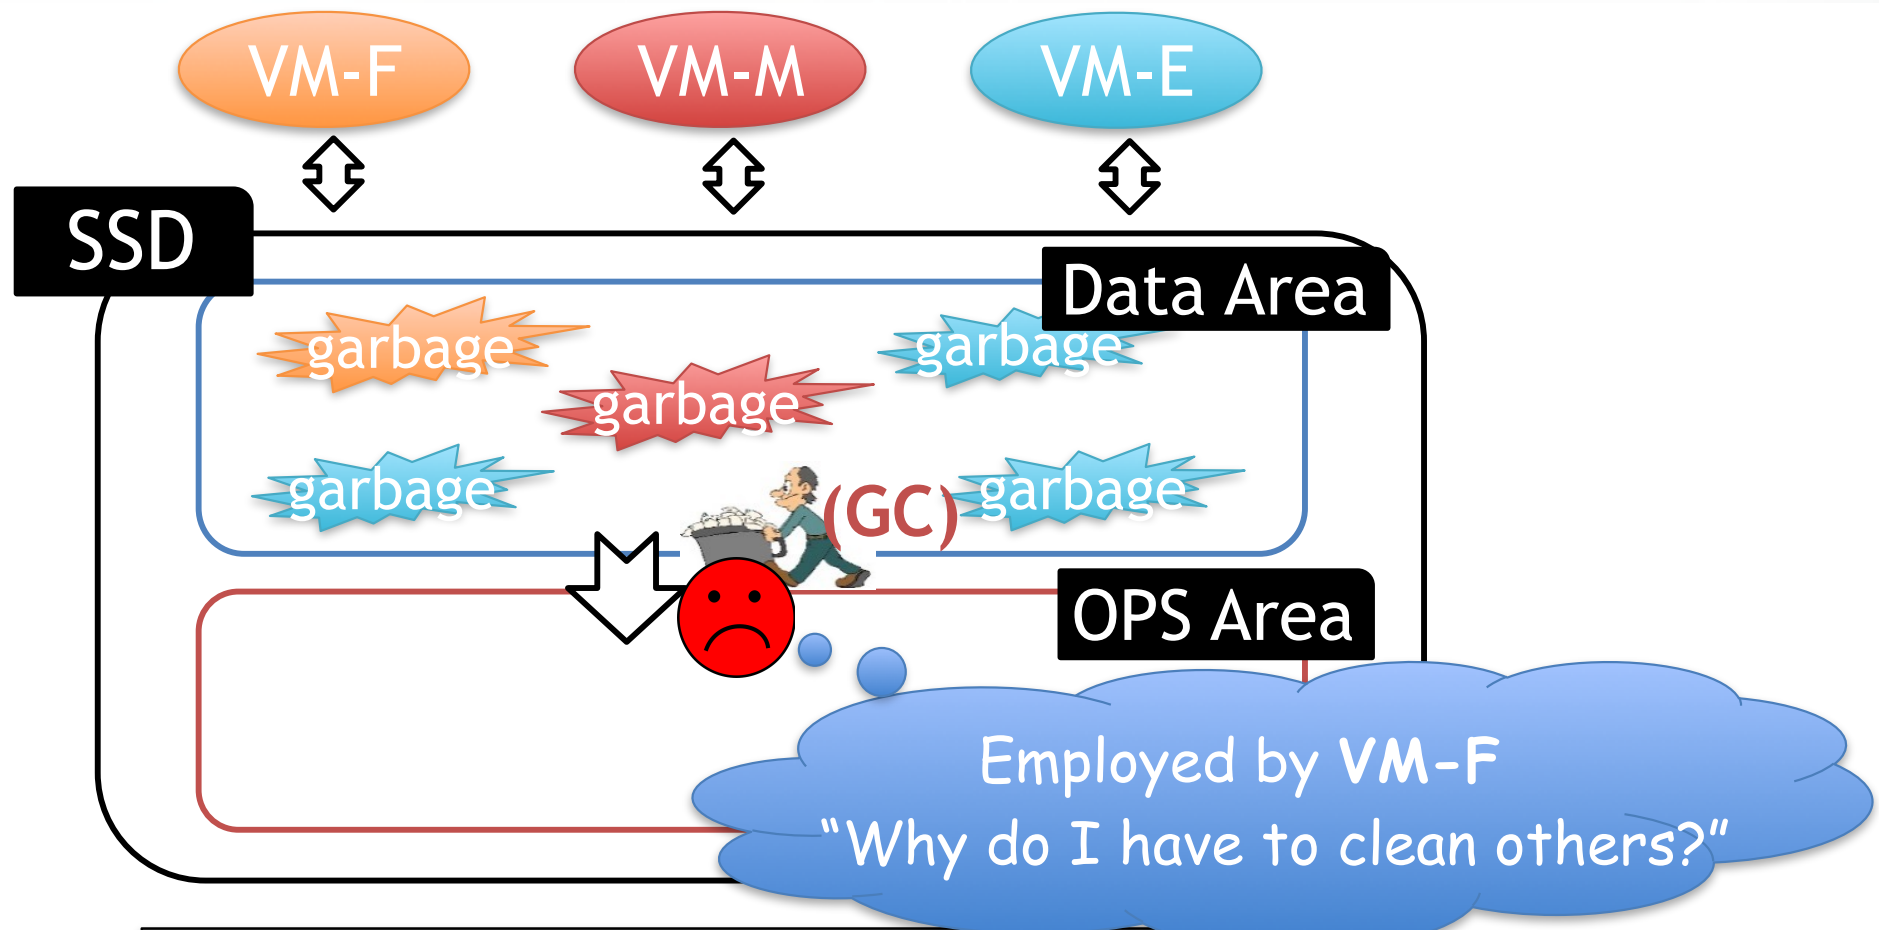 VM-F
VM-M
VM-E
SSD
Data Area
garbage
garbage
garbage
garbage
(GC)
garbage
OPS Area
Employed by VM-F
“Why do I have to clean others?”